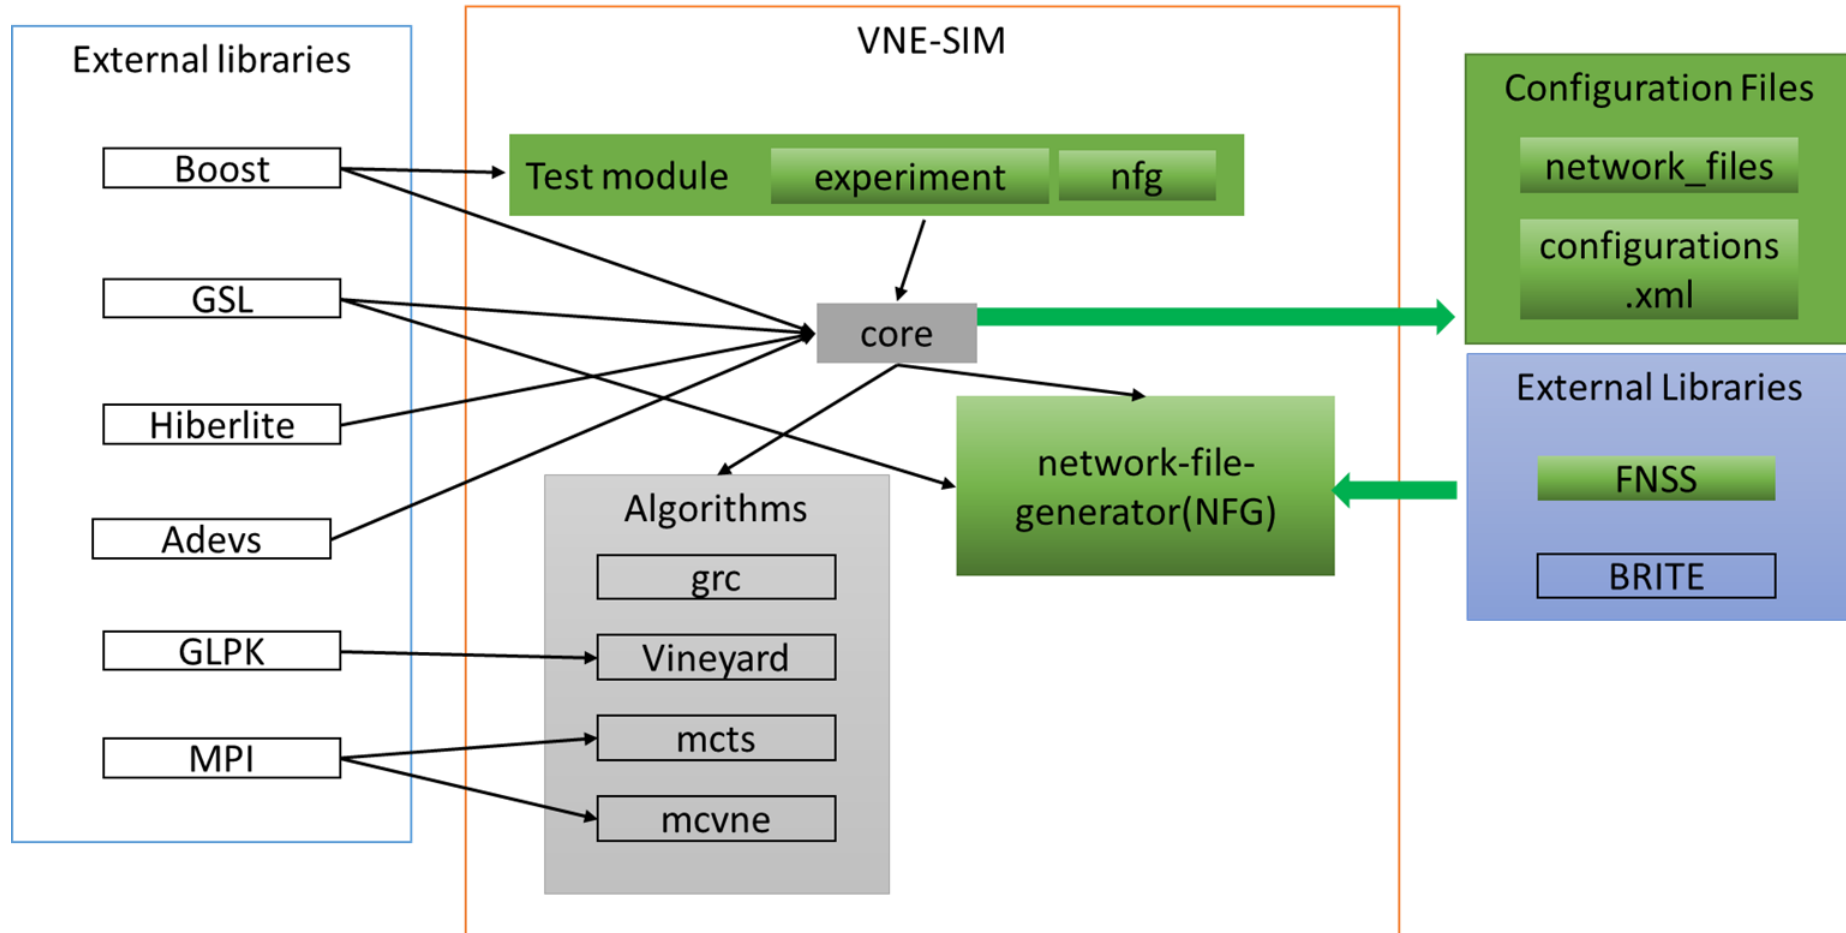 External libraries
Boost
GSL
Hiberlite
Adevs
GLPK
MPI
VNE-SIM
Test module
experiment
nfg
core
network-file-
generator(NFG)
Algorithms
grc
Vineyard
mcts
mcvne
Configuration Files
network_files
configurations
.xml
External Libraries
FNSS
BRITE